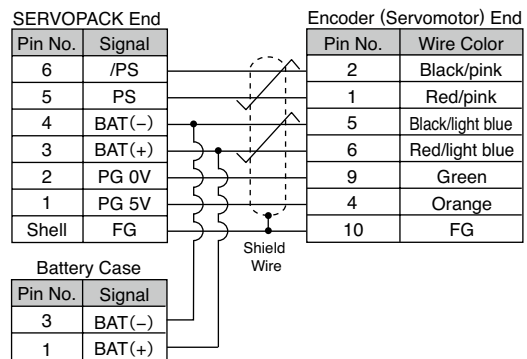 SERVOPACK End
Encoder (Servomotor) End
Pin No. Signal
Pin No. Wire Color
6 /PS
2 Black/pink
5 PS
1 Red/pink
4 BAT(-)
5 Black/light blue
3 BAT(+)
6 Red/light blue
2 PG 0V
9 Green
1 PG 5V
4 Orange
Shell FG
10 FG
Shield
Wire
Battery Case
Pin No. Signal
3 BAT(-)
1 BAT(+)